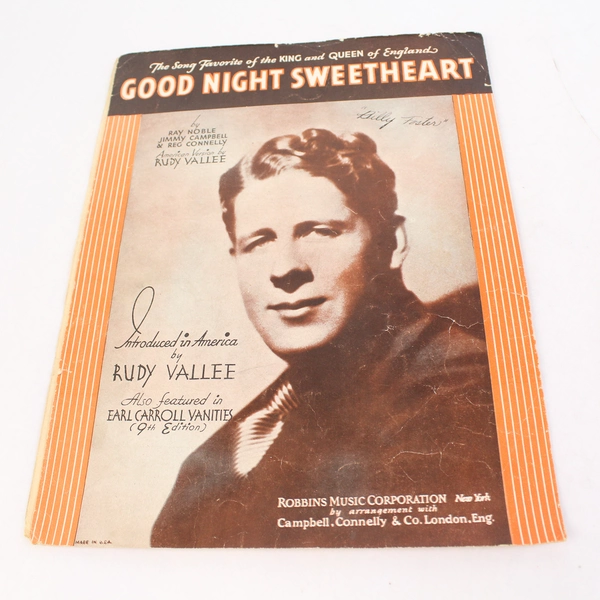 The Song Favorite of the KING and QUEEN of England
GOOD NIGHT SWEETHEART
by
RAY NOBLE
JIMMY CAMPBELL
& REG CONNELLY
American Version by
RUDY VALLEE
"Billy Foster"
Introduced in America
by
RUDY VALLEE
Also featured in
EARL CARROLL VANITIES
(9th Edition)
ROBBINS MUSIC CORPORATION New York
by arrangement with
Campbell, Connelly & Co. London, Eng.
MADE IN U.S.A.